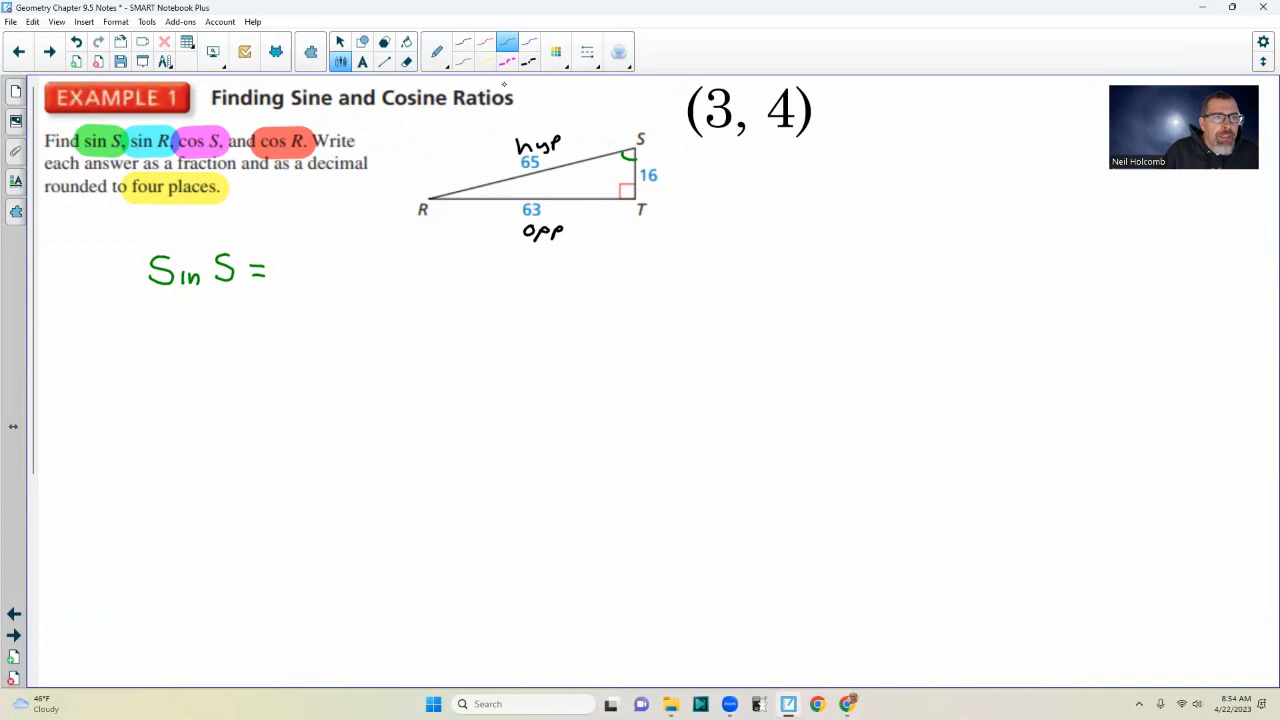 Geometry Chapter 9.5 Notes * - SMART Notebook Plus
File Edit View Insert Format Tools Add-ons Account Help
EXAMPLE 1 Finding Sine and Cosine Ratios
(3, 4)
Find sin S, sin R, cos S, and cos R. Write
each answer as a fraction and as a decimal
rounded to four places.
hyp
65
S
16
R
63
T
opp
Sin S =
Neil Holcomb
46°F
Cloudy
Search
zoom
8:54 AM
4/22/2023